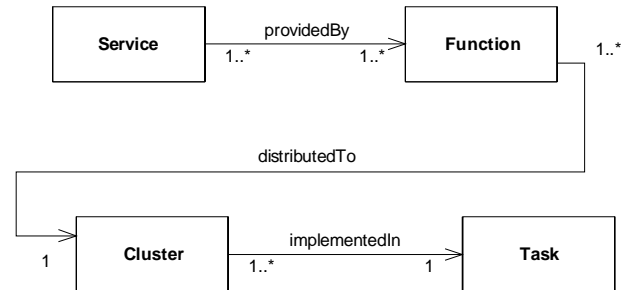 providedBy
Service
Function
1..*
1..*
1..*
distributedTo
Cluster
implementedIn
Task
1
1..*
1